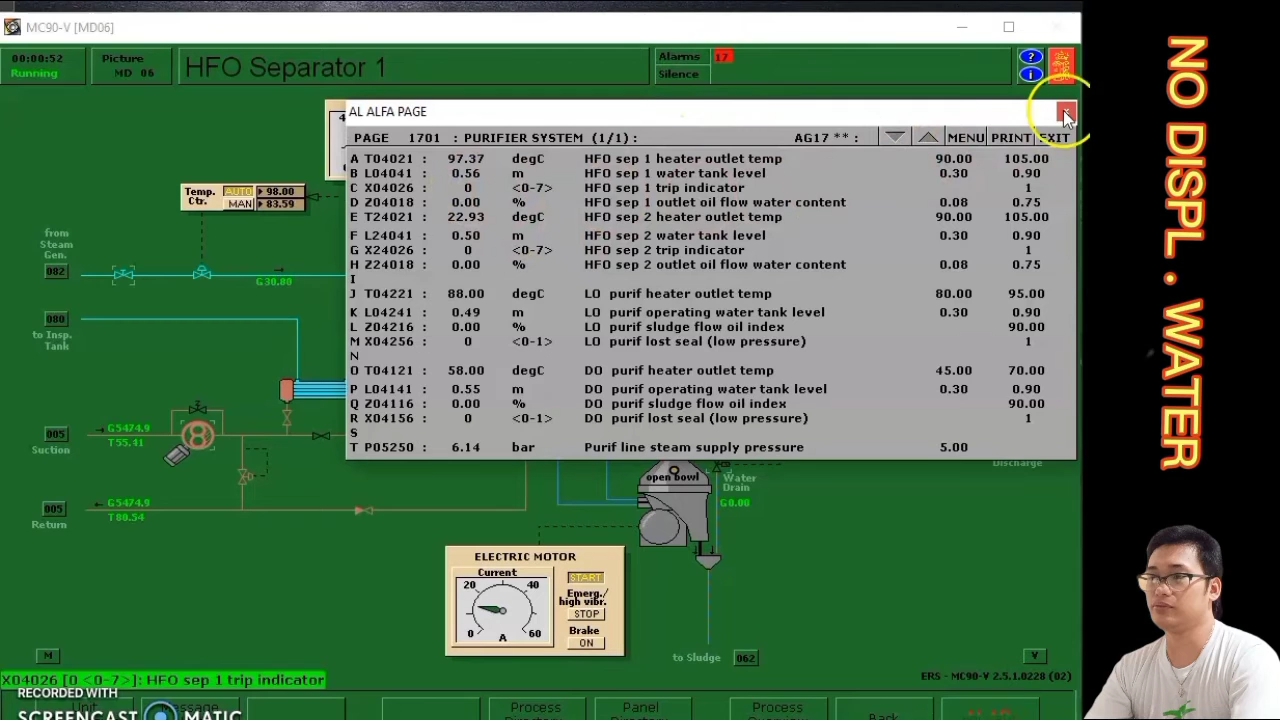 MC90-V [MD06]
00:00:52
Running
Picture
MD 06
HFO Separator 1
Alarms 17
Silence
?
i
AL ALFA PAGE
PAGE 1701 : PURIFIER SYSTEM (1/1): AG17 ** : MENU PRINT EXIT
A T04021 : 97.37 degC HFO sep 1 heater outlet temp 90.00 105.00
B L04041 : 0.56 m HFO sep 1 water tank level 0.30 0.90
C X04026 : 0 <0-7> HFO sep 1 trip indicator 1
D Z04018 : 0.00 % HFO sep 1 outlet oil flow water content 0.08 0.75
E T24021 : 22.93 degC HFO sep 2 heater outlet temp 90.00 105.00
F L24041 : 0.50 m HFO sep 2 water tank level 0.30 0.90
G X24026 : 0 <0-7> HFO sep 2 trip indicator 1
H Z24018 : 0.00 % HFO sep 2 outlet oil flow water content 0.08 0.75
I
J T04221 : 88.00 degC LO purif heater outlet temp 80.00 95.00
K L04241 : 0.49 m LO purif operating water tank level 0.30 0.90
L Z04216 : 0.00 % LO purif sludge flow oil index 90.00
M X04256 : 0 <0-1> LO purif lost seal (low pressure) 1
N
O T04121 : 58.00 degC DO purif heater outlet temp 45.00 70.00
P L04141 : 0.55 m DO purif operating water tank level 0.30 0.90
Q Z04116 : 0.00 % DO purif sludge flow oil index 90.00
R X04156 : 0 <0-1> DO purif lost seal (low pressure) 1
S
T P05250 : 6.14 bar Purif line steam supply pressure 5.00
Temp. AUTO 98.00
Ctr. MAN 83.59
from
Steam
Gen.
082
G30.00
080
to Insp.
Tank
005
Suction
G5474.9
T55.41
005
Return
G5474.9
T80.54
open bowl
Water
Drain
G0.00
Discharge
ELECTRIC MOTOR
Current
20 40
0 A 60
START
Emerg./
high vibr.
STOP
Brake
ON
to Sludge 062
M
V
X04026 [0 <0-7>]: HFO sep 1 trip indicator
ERS - MC90-V 2.5.1.0228 (02)
RECORDED WITH
SCREENCAST MATIC
Process
Directory
Panel
Directory
Process
Overview
Back
NO DISPL. WATER